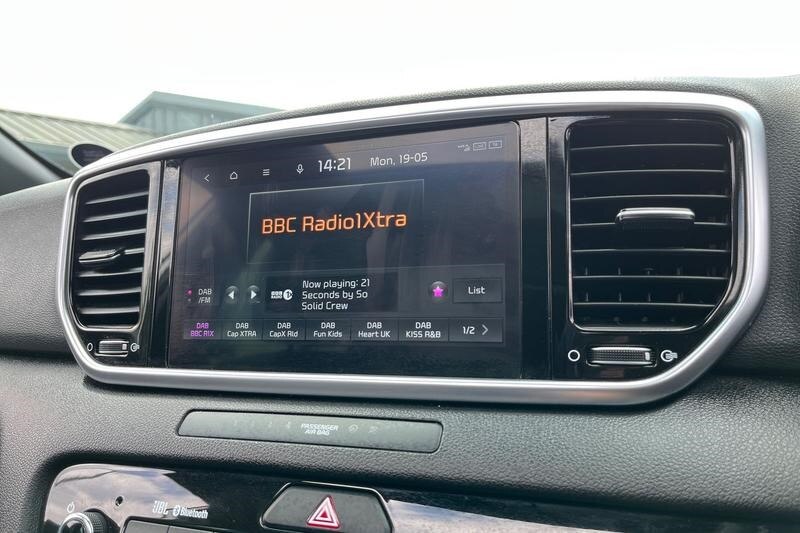 14:21 Mon, 19-05
BBC Radio1Xtra
DAB
/FM
BBC
RADIO
Now playing: 21
Seconds by So
Solid Crew
List
DAB
BBC R1X
DAB
Cap XTRA
DAB
CapX Rld
DAB
Fun Kids
DAB
Heart UK
DAB
KISS R&B
1/2
PASSENGER
AIR BAG
JBL Bluetooth